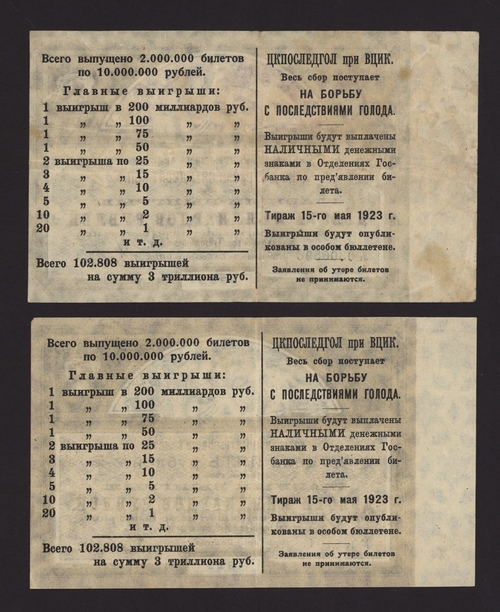 Всего выпущено 2.000.000 билетов
по 10.000.000 рублей.
Главные выигрыши:
1 выигрыш в 200 миллиардов руб.
1 „ „ 100 „ „
1 „ „ 75 „ „
1 „ „ 50 „ „
2 выигрыша по 25 „ „
3 „ „ 15 „ „
4 „ „ 10 „ „
5 „ „ 5 „ „
10 „ „ 2 „ „
20 „ „ 1 „ „
и т. д.
Всего 102.808 выигрышей
на сумму 3 триллиона руб.
ЦКПОСЛЕДГОЛ при ВЦИК.
Весь сбор поступает
НА БОРЬБУ
С ПОСЛЕДСТВИЯМИ ГОЛОДА.
Выигрыши будут выплачены
НАЛИЧНЫМИ денежными
знаками в Отделениях Гос-
банка по пред'явлении би-
лета.
Тираж 15-го мая 1923 г.
Выигрыши будут опубли-
кованы в особом бюллетене.
Заявления об утере билетов
не принимаются.
Всего выпущено 2.000.000 билетов
по 10.000.000 рублей.
Главные выигрыши:
1 выигрыш в 200 миллиардов руб.
1 „ „ 100 „ „
1 „ „ 75 „ „
1 „ „ 50 „ „
2 выигрыша по 25 „ „
3 „ „ 15 „ „
4 „ „ 10 „ „
5 „ „ 5 „ „
10 „ „ 2 „ „
20 „ „ 1 „ „
и т. д.
Всего 102.808 выигрышей
на сумму 3 триллиона руб.
ЦКПОСЛЕДГОЛ при ВЦИК.
Весь сбор поступает
НА БОРЬБУ
С ПОСЛЕДСТВИЯМИ ГОЛОДА.
Выигрыши будут выплачены
НАЛИЧНЫМИ денежными
знаками в Отделениях Гос-
банка по пред'явлении би-
лета.
Тираж 15-го мая 1923 г.
Выигрыши будут опубли-
кованы в особом бюллетене.
Заявления об утере билетов
не принимаются.